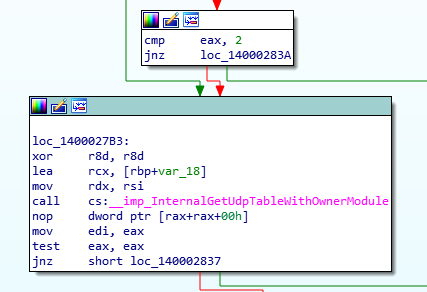 cmp     eax, 2
jnz     loc_14000283A
loc_1400027B3:
xor     r8d, r8d
lea     rcx, [rbp+var_18]
mov     rdx, rsi
call    cs:__imp_InternalGetUdpTableWithOwnerModule
nop     dword ptr [rax+rax+00h]
mov     edi, eax
test    eax, eax
jnz     short loc_140002837